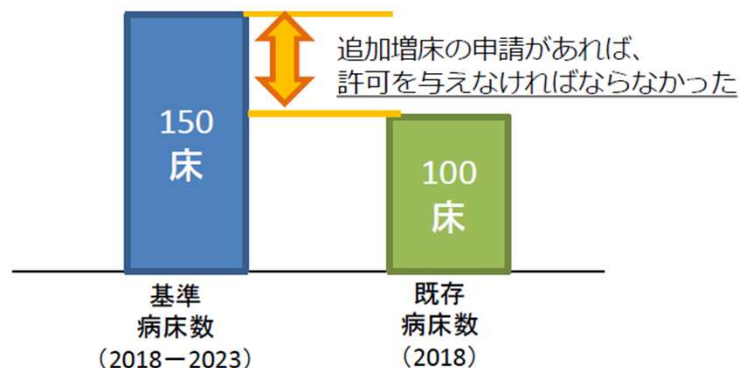 追加増床の申請があれば、
許可を与えなければならなかった
150
床
100
床
基準
病床数
（2018－2023）
既存
病床数
（2018）